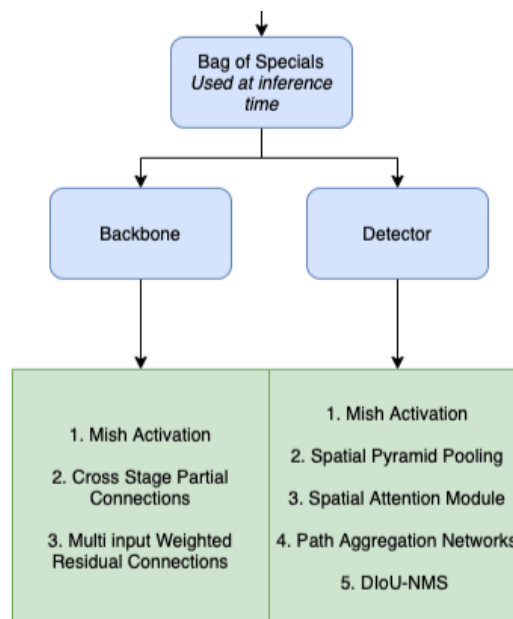 Bag of Specials
Used at inference
time
Backbone
Detector
1. Mish Activation
2. Cross Stage Partial
Connections
3. Multi input Weighted
Residual Connections
1. Mish Activation
2. Spatial Pyramid Pooling
3. Spatial Attention Module
4. Path Aggregation Networks
5. DIoU-NMS